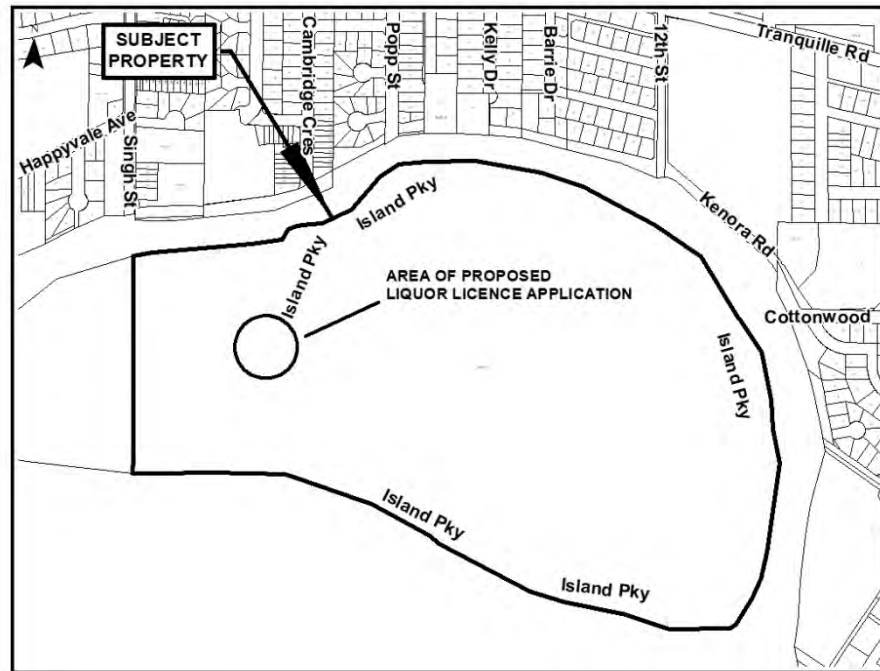 N
SUBJECT
PROPERTY
Happyvale Ave
Singh St
Cambridge Cres
Popp St
Kelly Dr
Barrie Dr
12th St
Tranquille Rd
Kenora Rd
Cottonwood
Island Pky
Island Pky
AREA OF PROPOSED
LIQUOR LICENCE APPLICATION
Island Pky
Island Pky
Island Pky